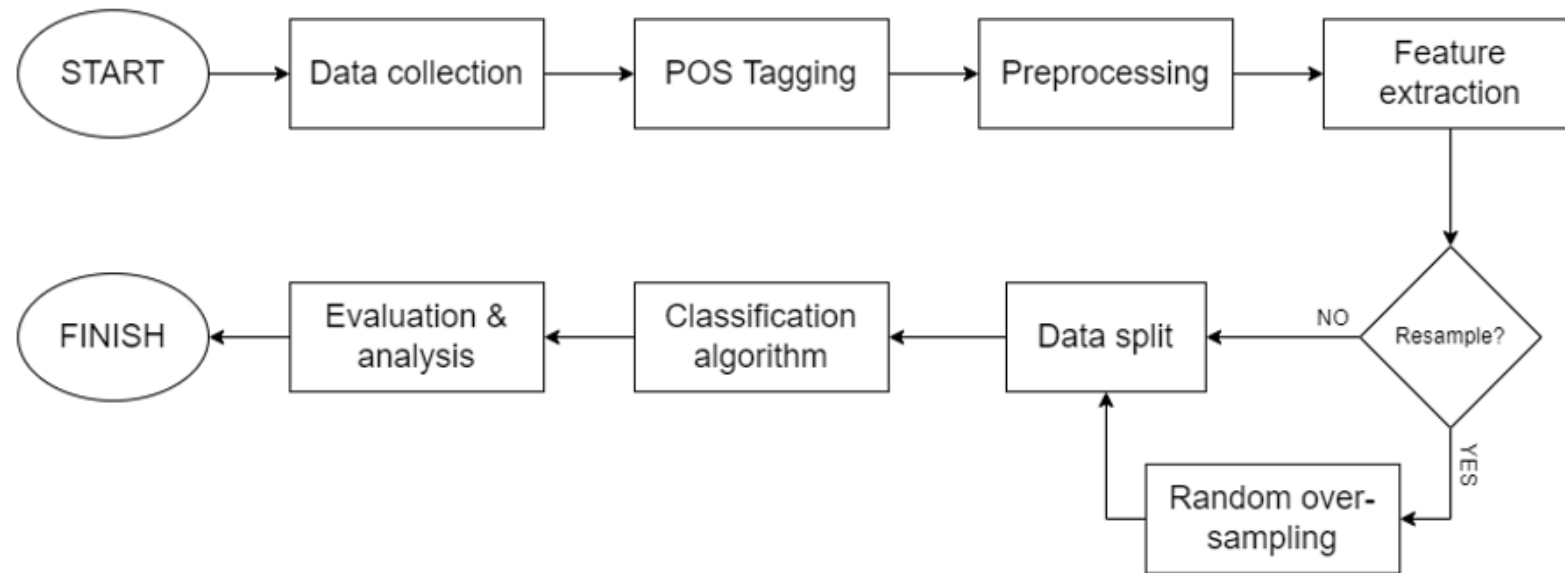 START
Data collection
POS Tagging
Preprocessing
Feature
extraction
Resample?
NO
YES
Random over-
sampling
Data split
Classification
algorithm
Evaluation &
analysis
FINISH